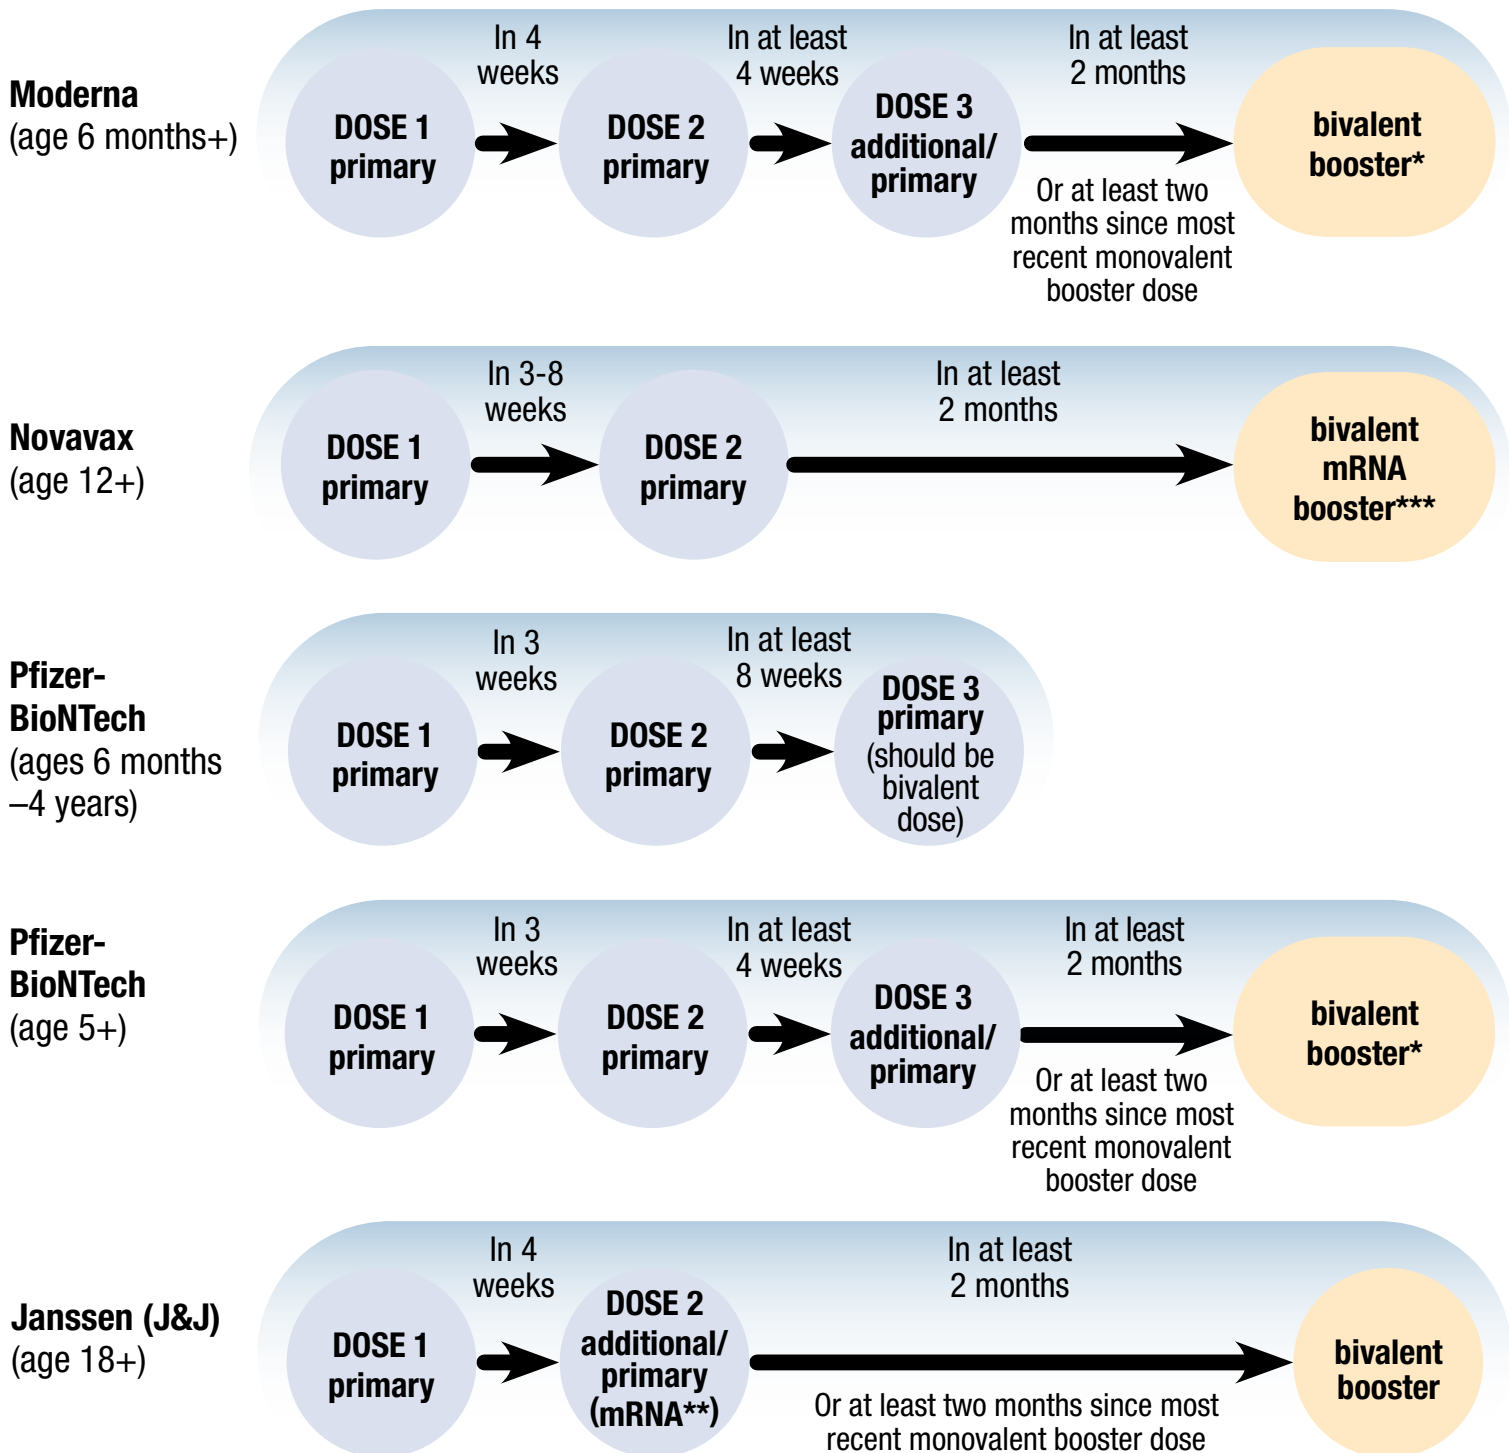 Moderna
(age 6 months+)
In 4
weeks
In at least
4 weeks
In at least
2 months
DOSE 1
primary
DOSE 2
primary
DOSE 3
additional/
primary
Or at least two
months since most
recent monovalent
booster dose
bivalent
booster*
Novavax
(age 12+)
In 3-8
weeks
In at least
2 months
DOSE 1
primary
DOSE 2
primary
bivalent
mRNA
booster***
Pfizer-
BioNTech
(ages 6 months
–4 years)
In 3
weeks
In at least
8 weeks
DOSE 1
primary
DOSE 2
primary
DOSE 3
primary
(should be
bivalent
dose)
Pfizer-
BioNTech
(age 5+)
In 3
weeks
In at least
4 weeks
In at least
2 months
DOSE 1
primary
DOSE 2
primary
DOSE 3
additional/
primary
Or at least two
months since most
recent monovalent
booster dose
bivalent
booster*
Janssen (J&J)
(age 18+)
In 4
weeks
In at least
2 months
DOSE 1
primary
DOSE 2
additional/
primary
(mRNA**)
Or at least two months since most
recent monovalent booster dose
bivalent
booster